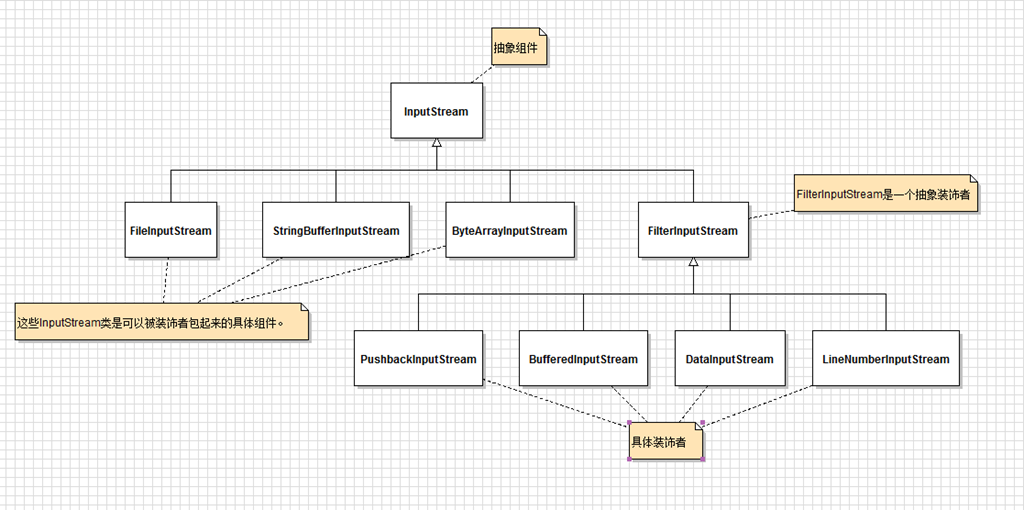 抽象组件
InputStream
FilterInputStream是一个抽象装饰者
FileInputStream
StringBufferInputStream
ByteArrayInputStream
FilterInputStream
这些InputStream类是可以被装饰者包起来的具体组件。
PushbackInputStream
BufferedInputStream
DataInputStream
LineNumberInputStream
具体装饰者